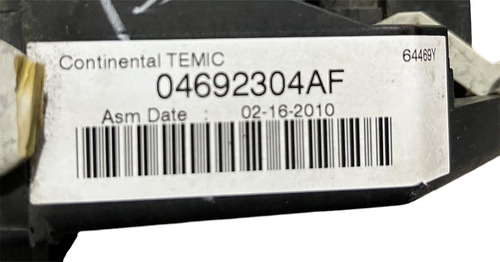 Continental TEMIC 64469Y
04692304AF
Asm Date : 02-16-2010